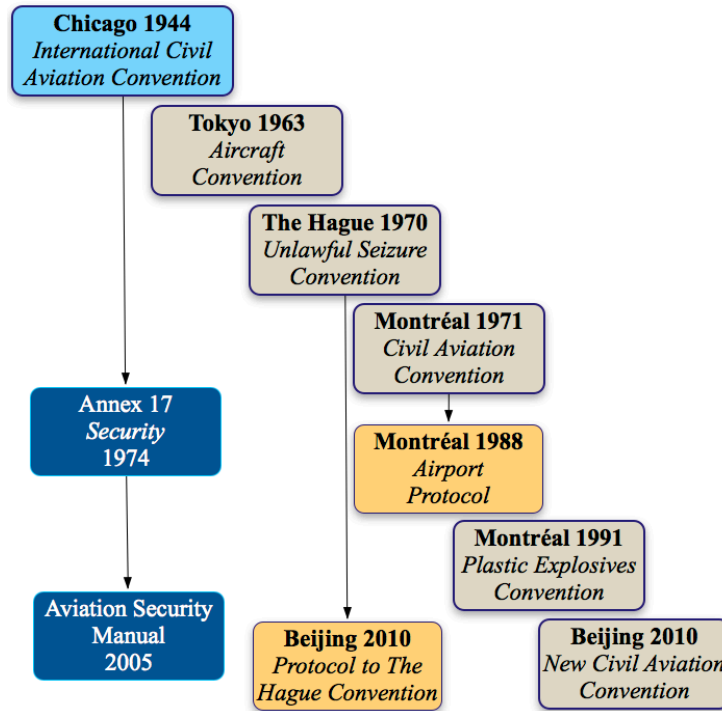 Chicago 1944
International Civil
Aviation Convention
Tokyo 1963
Aircraft
Convention
The Hague 1970
Unlawful Seizure
Convention
Montréal 1971
Civil Aviation
Convention
Annex 17
Security
1974
Montréal 1988
Airport
Protocol
Montréal 1991
Plastic Explosives
Convention
Aviation Security
Manual
2005
Beijing 2010
Protocol to The
Hague Convention
Beijing 2010
New Civil Aviation
Convention